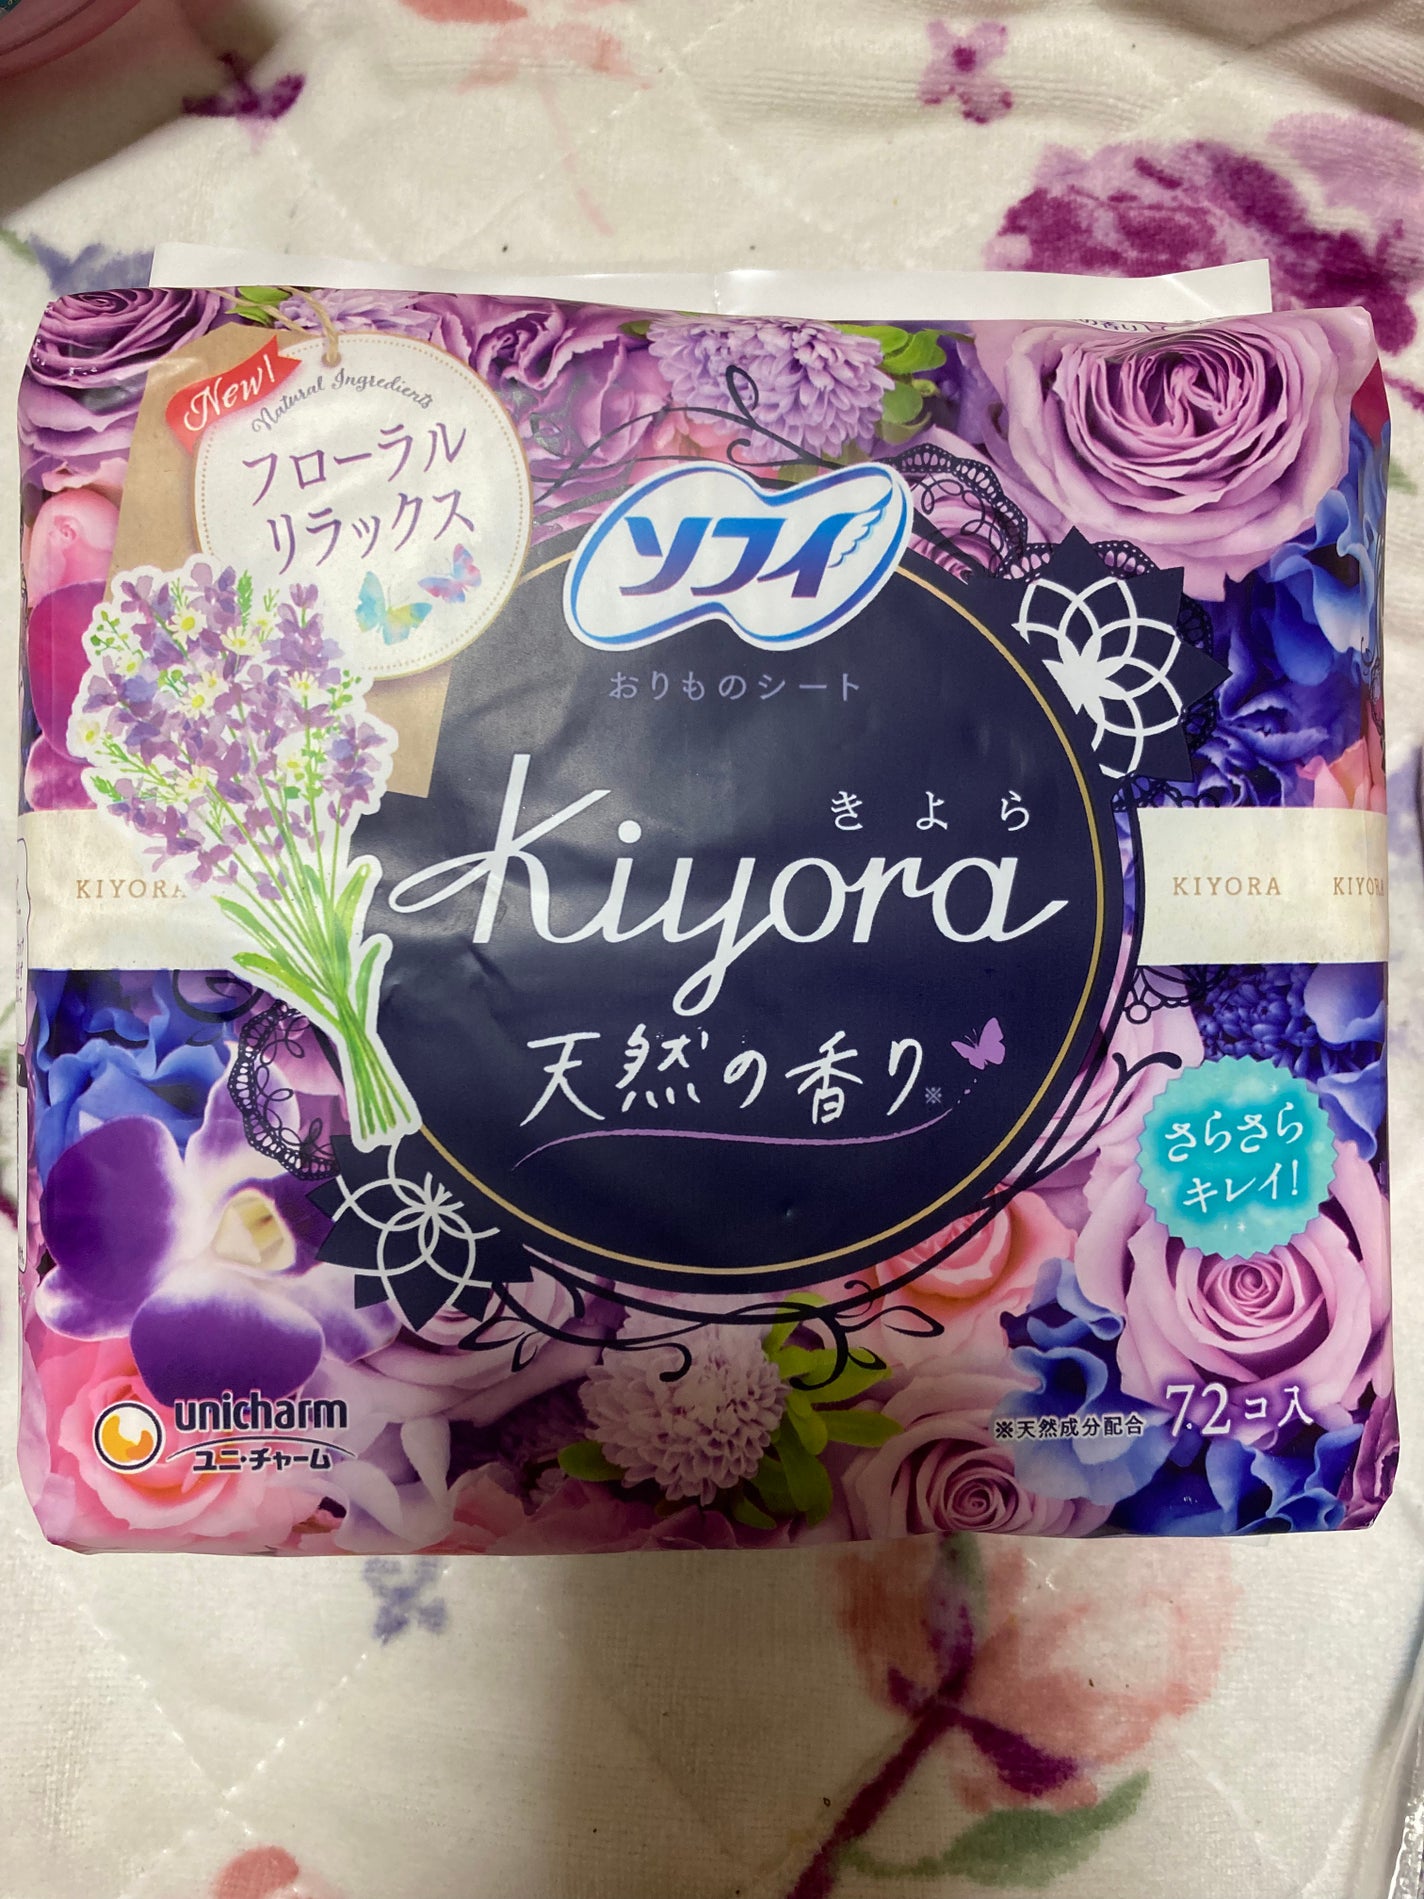 New!
Natural Ingredients
フローラル
リラックス
ソフィ
おりものシート
きよら
Kiyora
KIYORA
KIYORA
KIYORA
天然の香り※
さらさら
キレイ!
unicharm
ユニ・チャーム
※天然成分配合
72コ入